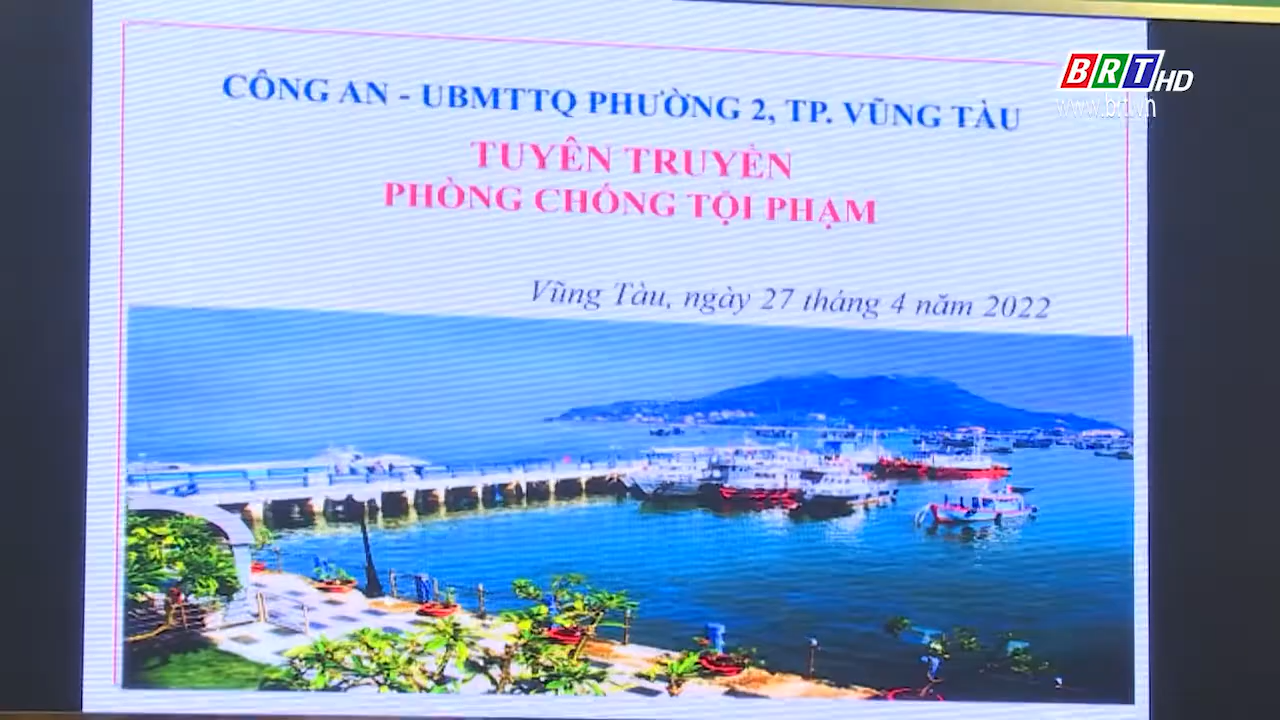 BRT HD
www.brt.vn
CÔNG AN - UBMTTQ PHƯỜNG 2, TP. VŨNG TÀU
TUYÊN TRUYỀN
PHÒNG CHỐNG TỘI PHẠM
Vũng Tàu, ngày 27 tháng 4 năm 2022